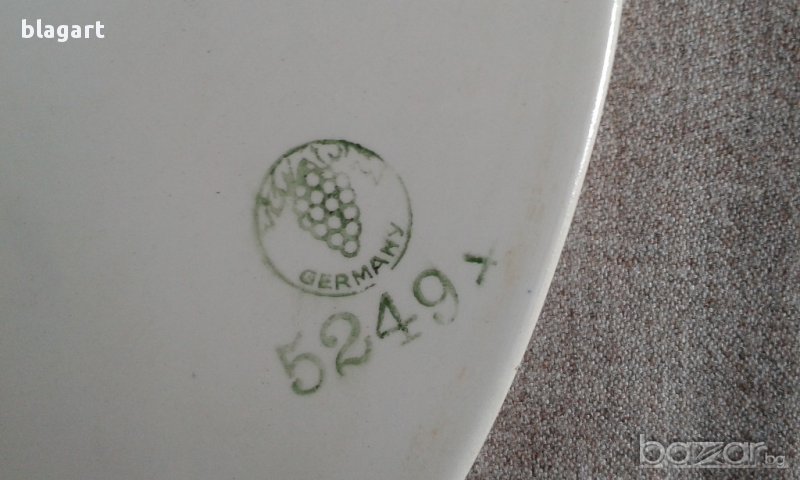 blagart
GERMANY
5249 x
bazar.bg